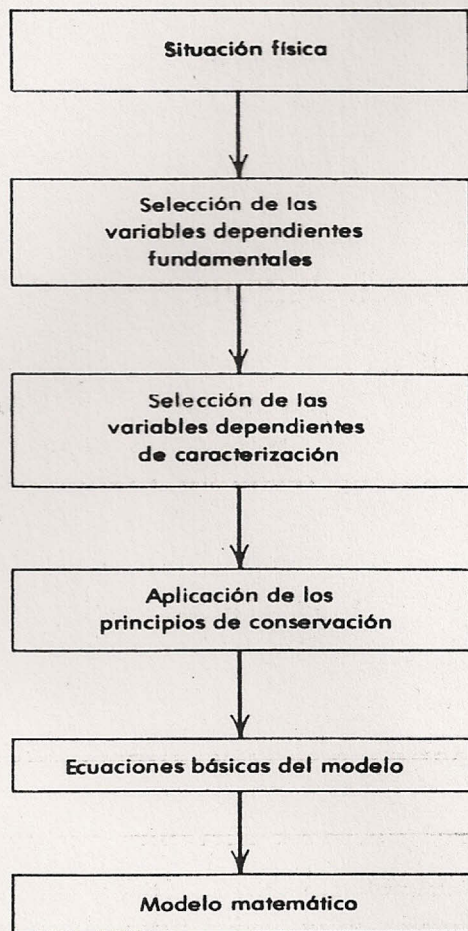 Situación física
Selección de las
variables dependientes
fundamentales
Selección de las
variables dependientes
de caracterización
Aplicación de los
principios de conservación
Ecuaciones básicas del modelo
Modelo matemático